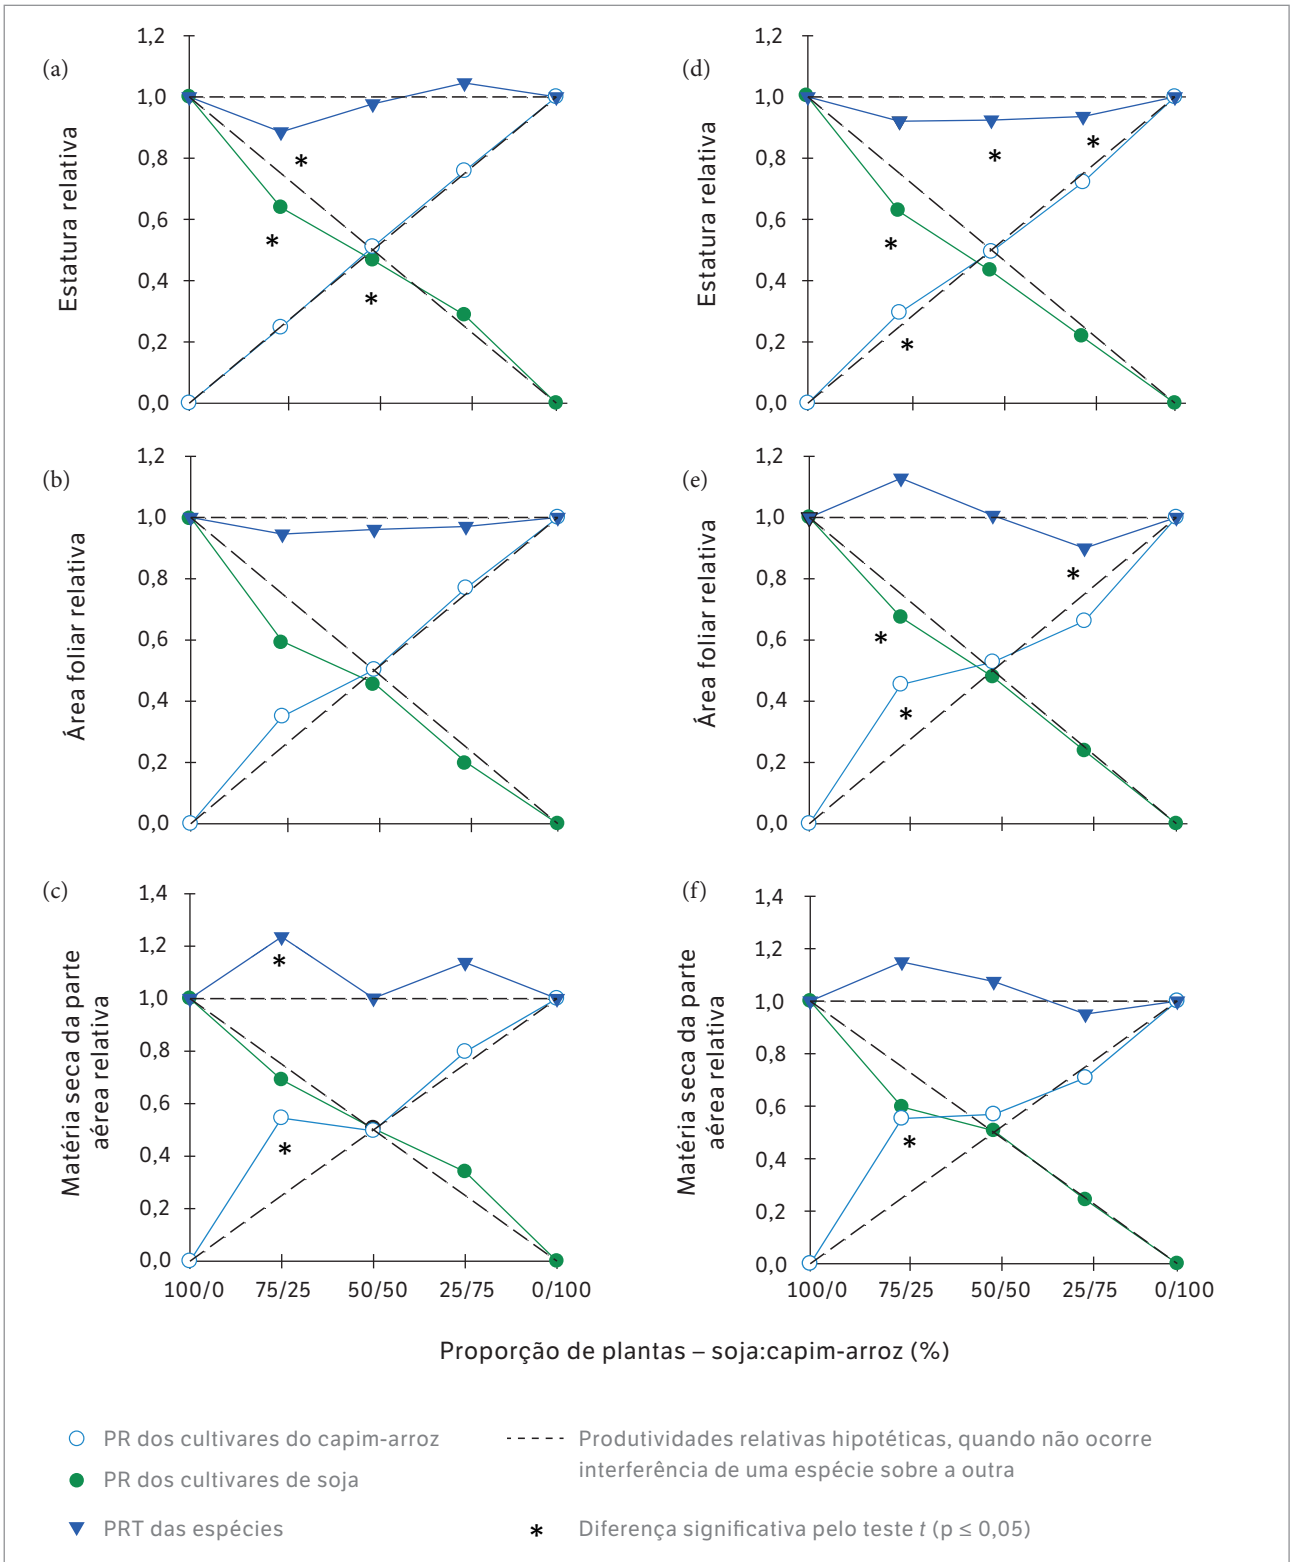 (a)
Estatura relativa
1,2
1,0
0,8
0,6
0,4
0,2
0,0
*
*
*
(d)
Estatura relativa
1,2
1,0
0,8
0,6
0,4
0,2
0,0
*
*
*
*
(b)
Área foliar relativa
1,2
1,0
0,8
0,6
0,4
0,2
0,0
(e)
Área foliar relativa
1,2
1,0
0,8
0,6
0,4
0,2
0,0
*
*
*
(c)
Matéria seca da parte
aérea relativa
1,4
1,2
1,0
0,8
0,6
0,4
0,2
0,0
*
*
100/0 75/25 50/50 25/75 0/100
(f)
Matéria seca da parte
aérea relativa
1,4
1,2
1,0
0,8
0,6
0,4
0,2
0,0
*
100/0 75/25 50/50 25/75 0/100
Proporção de plantas – soja:capim-arroz (%)
PR dos cultivares do capim-arroz
PR dos cultivares de soja
PRT das espécies
Produtividades relativas hipotéticas, quando não ocorre
interferência de uma espécie sobre a outra
* Diferença significativa pelo teste t (p ≤ 0,05)